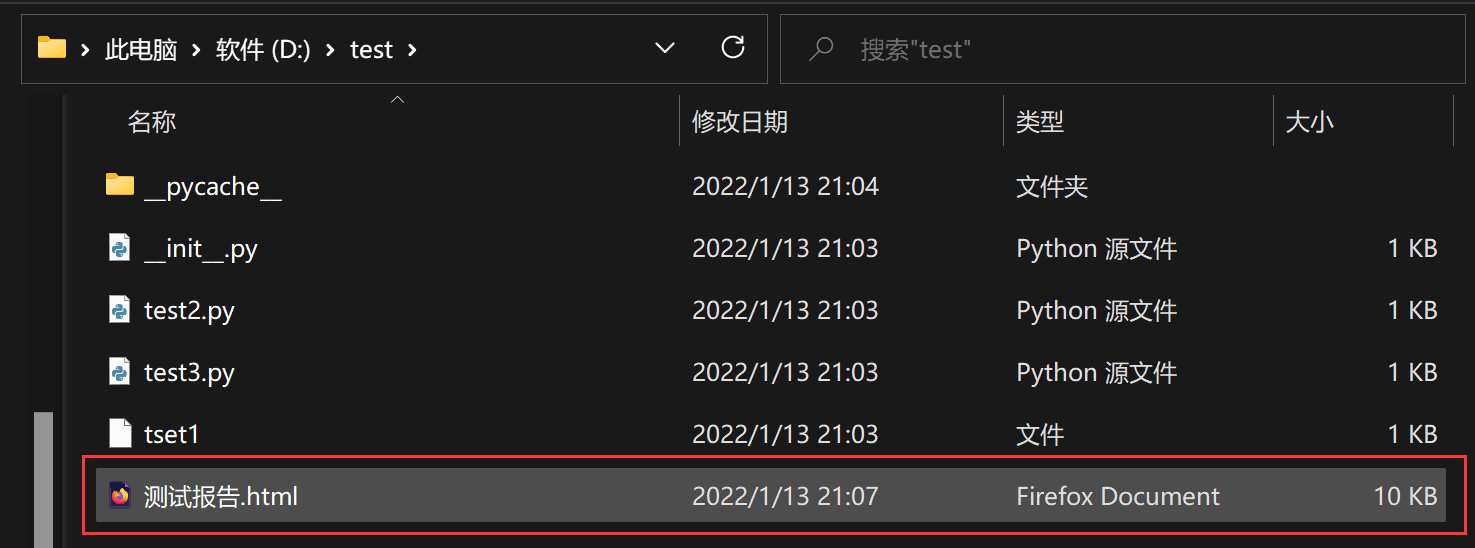 此电脑 软件 (D:) test 搜索"test"
名称 修改日期 类型 大小
__pycache__ 2022/1/13 21:04 文件夹
__init__.py 2022/1/13 21:03 Python 源文件 1 KB
test2.py 2022/1/13 21:03 Python 源文件 1 KB
test3.py 2022/1/13 21:03 Python 源文件 1 KB
tset1 2022/1/13 21:03 文件 1 KB
测试报告.html 2022/1/13 21:07 Firefox Document 10 KB